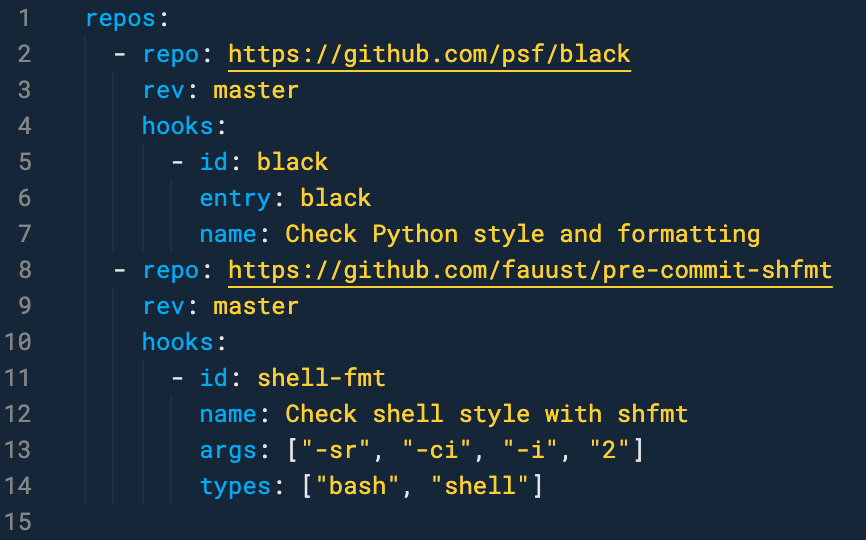 1 repos:
2 - repo: https://github.com/psf/black
3 rev: master
4 hooks:
5 - id: black
6 entry: black
7 name: Check Python style and formatting
8 - repo: https://github.com/fauust/pre-commit-shfmt
9 rev: master
10 hooks:
11 - id: shell-fmt
12 name: Check shell style with shfmt
13 args: ["-sr", "-ci", "-i", "2"]
14 types: ["bash", "shell"]
15